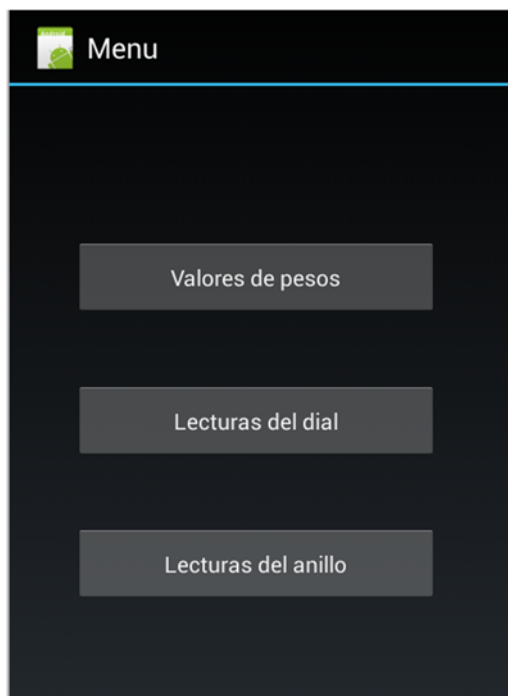 Menu
Valores de pesos
Lecturas del dial
Lecturas del anillo